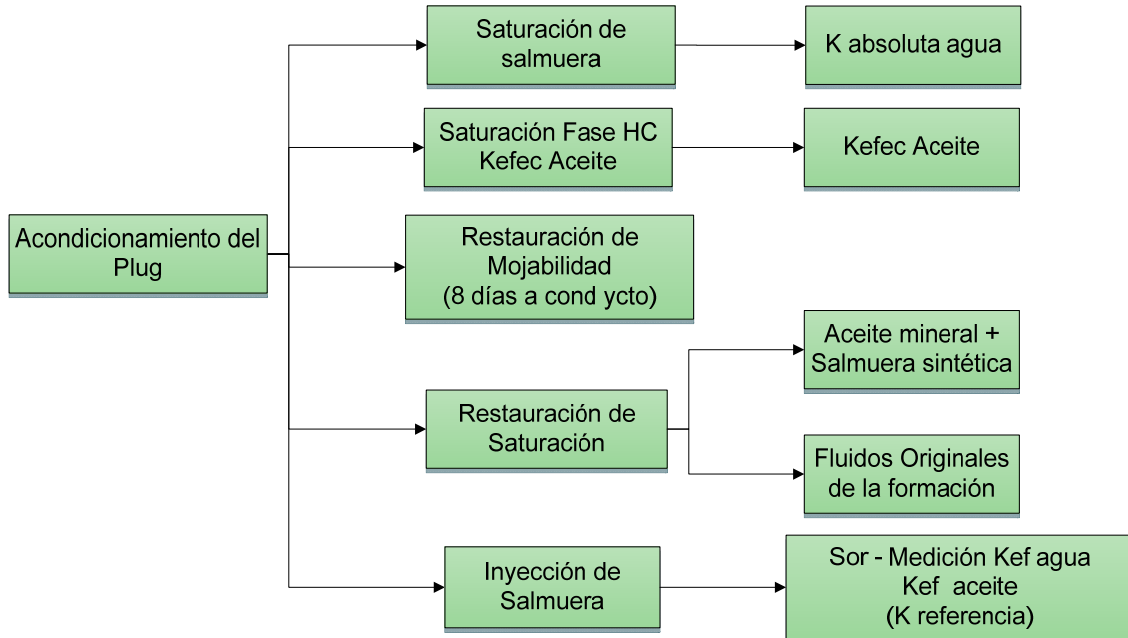 Saturación de
salmuera
K absoluta agua
Saturación Fase HC
Kefec Aceite
Kefec Aceite
Acondicionamiento del
Plug
Restauración de
Mojabilidad
(8 días a cond ycto)
Restauración de
Saturación
Aceite mineral +
Salmuera sintética
Fluidos Originales
de la formación
Inyección de
Salmuera
Sor - Medición Kef agua
Kef aceite
(K referencia)